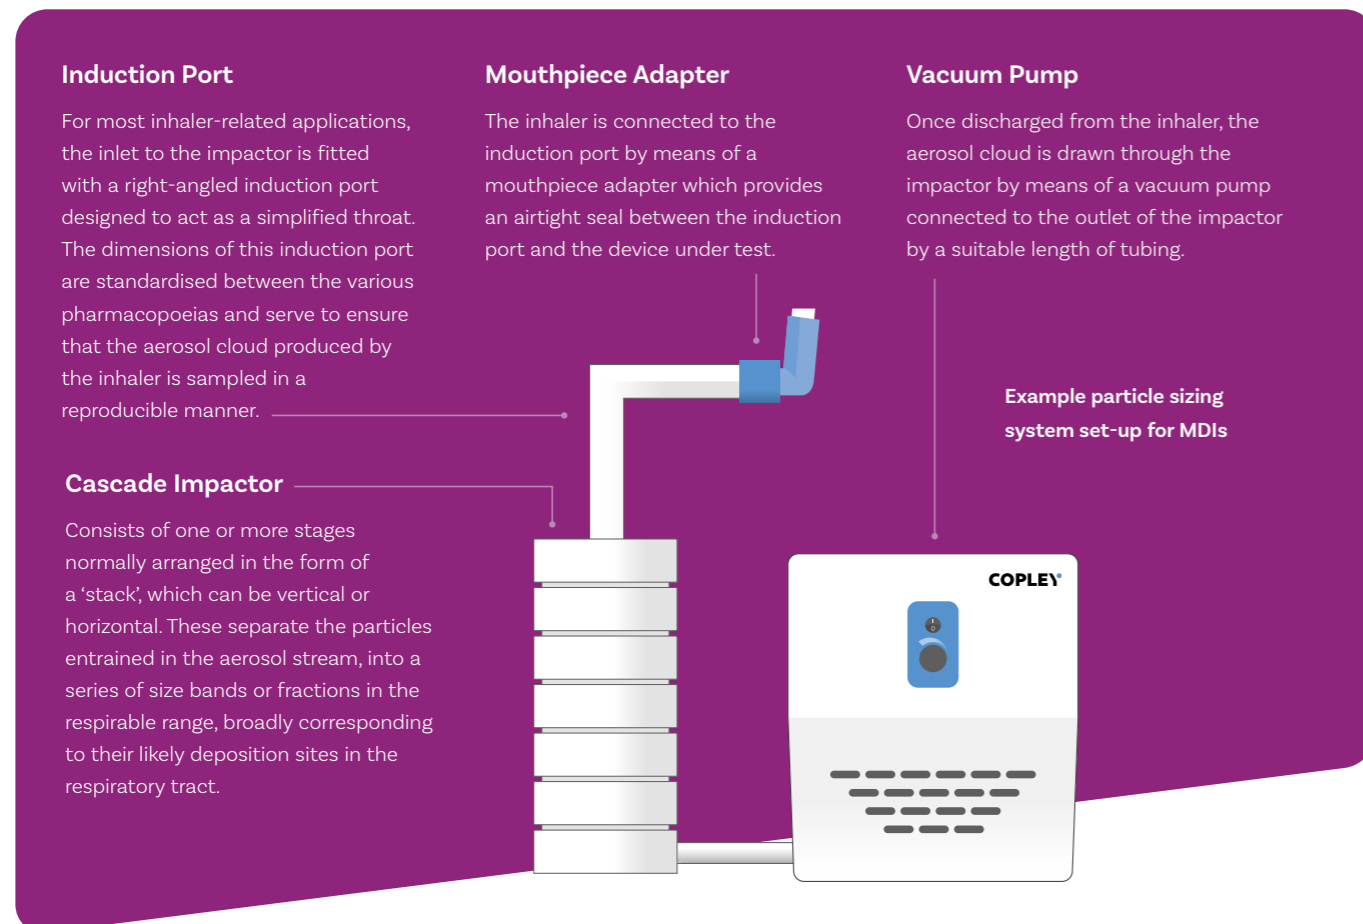 Induction Port
For most inhaler-related applications,
the inlet to the impactor is fitted
with a right-angled induction port
designed to act as a simplified throat.
The dimensions of this induction port
are standardised between the various
pharmacopoeias and serve to ensure
that the aerosol cloud produced by
the inhaler is sampled in a
reproducible manner.
Mouthpiece Adapter
The inhaler is connected to the
induction port by means of a
mouthpiece adapter which provides
an airtight seal between the induction
port and the device under test.
Vacuum Pump
Once discharged from the inhaler, the
aerosol cloud is drawn through the
impactor by means of a vacuum pump
connected to the outlet of the impactor
by a suitable length of tubing.
Example particle sizing
system set-up for MDIs
Cascade Impactor
Consists of one or more stages
normally arranged in the form of
a ‘stack’, which can be vertical or
horizontal. These separate the particles
entrained in the aerosol stream, into a
series of size bands or fractions in the
respirable range, broadly corresponding
to their likely deposition sites in the
respiratory tract.
COPLEY